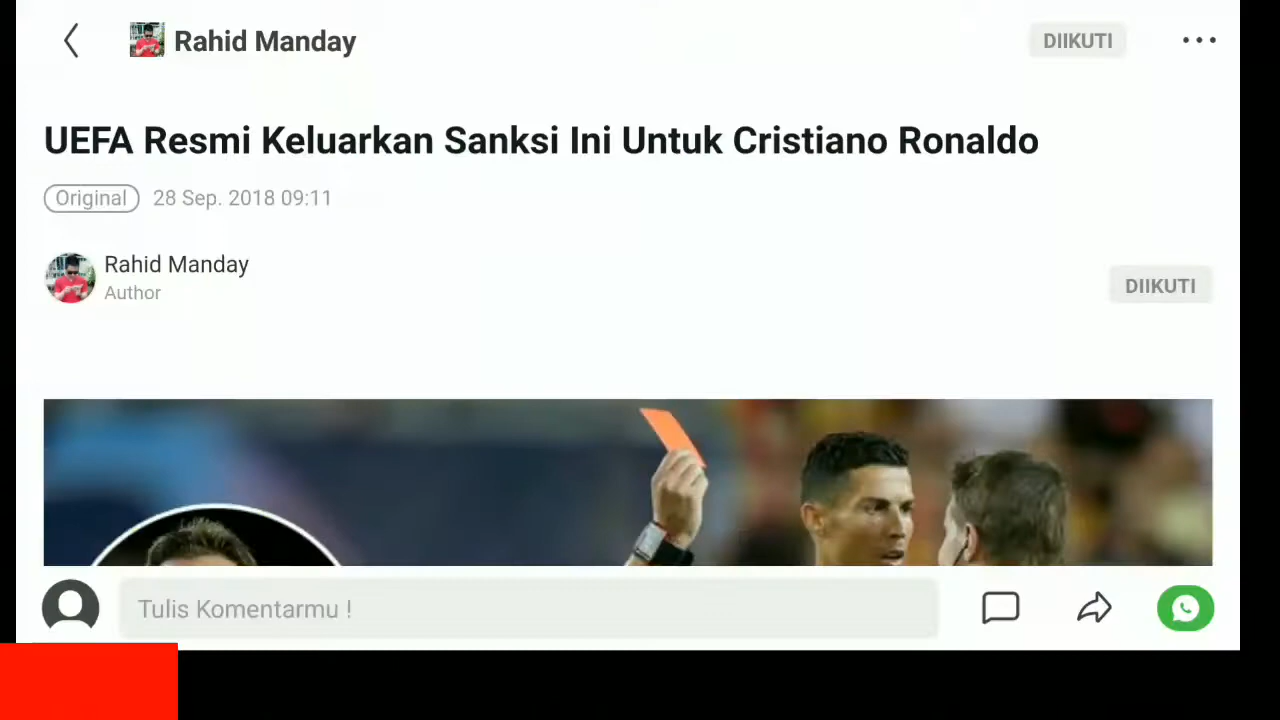 Rahid Manday
DIIKUTI
UEFA Resmi Keluarkan Sanksi Ini Untuk Cristiano Ronaldo
Original 28 Sep. 2018 09:11
Rahid Manday
Author
DIIKUTI
Tulis Komentarmu !